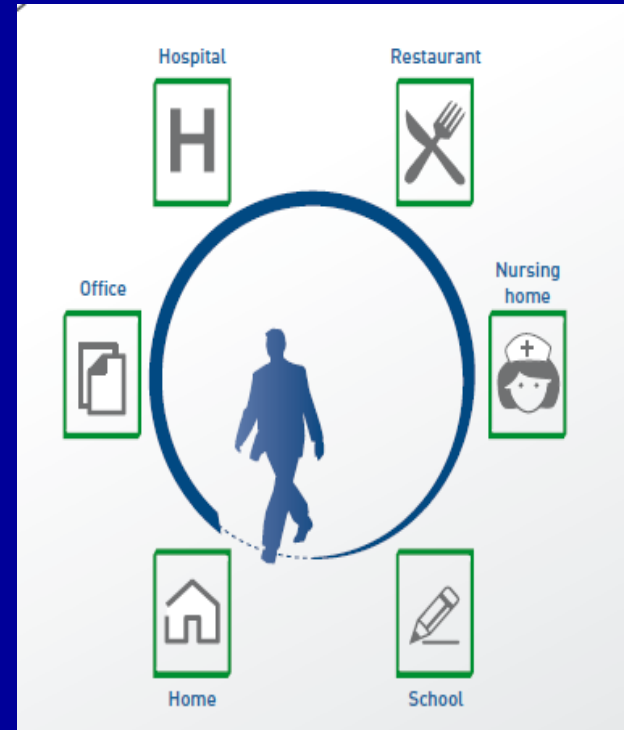 Hospital
Restaurant
H
Office
Nursing
home
Home
School